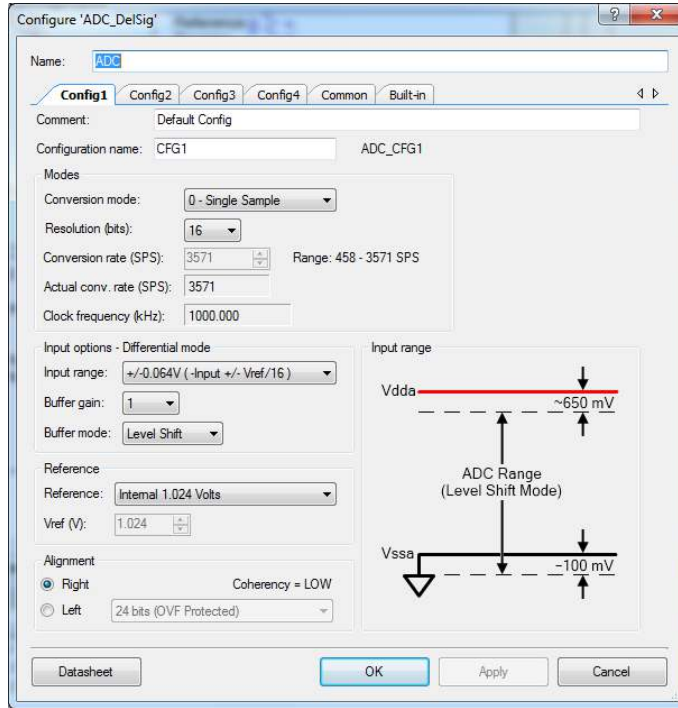 Configure 'ADC_DelSig'
Name: ADC
Config1 Config2 Config3 Config4 Common Built-in
Comment: Default Config
Configuration name: CFG1 ADC_CFG1
Modes
Conversion mode: 0 - Single Sample
Resolution (bits): 16
Conversion rate (SPS): 3571 Range: 458 - 3571 SPS
Actual conv. rate (SPS): 3571
Clock frequency (kHz): 1000.000
Input options - Differential mode
Input range: +/-0.064V ( -Input +/- Vref/16 )
Buffer gain: 1
Buffer mode: Level Shift
Reference
Reference: Internal 1.024 Volts
Vref (V): 1.024
Alignment
Right Coherency = LOW
Left 24 bits (OVF Protected)
Input range
Vdda
~650 mV
ADC Range
(Level Shift Mode)
Vssa
~100 mV
Datasheet OK Apply Cancel